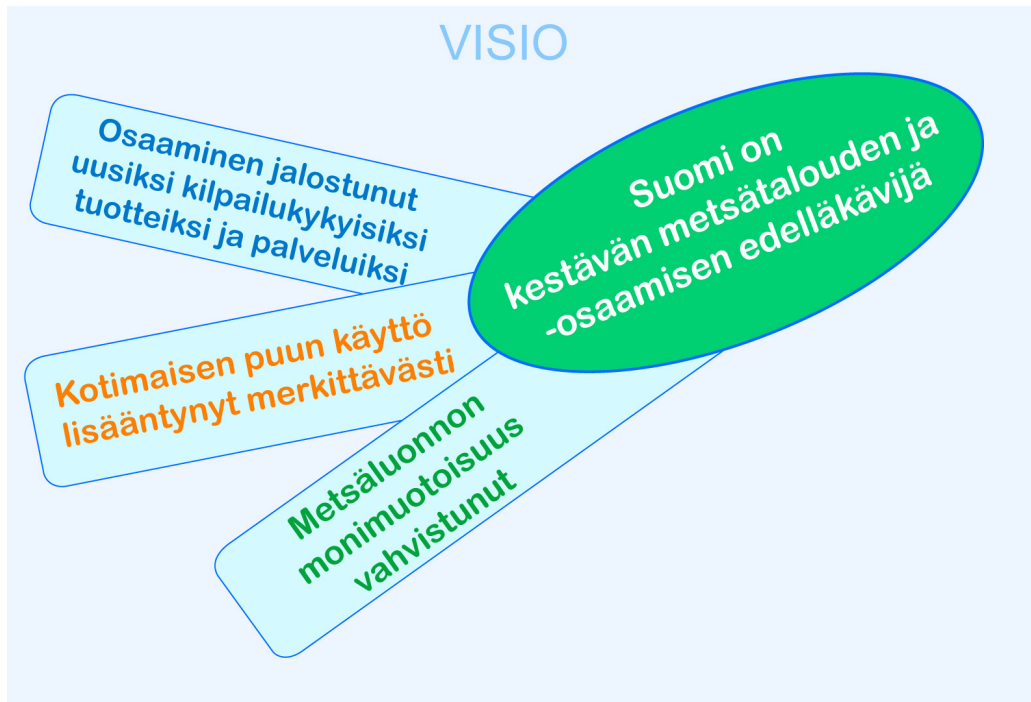 VISIO
Osaaminen jalostunut
uusiksi kilpailukykyisiksi
tuotteiksi ja palveluiksi
Suomi on
kestävän metsätalouden ja
-osaamisen edelläkävijä
Kotimaisen puun käyttö
lisääntynyt merkittävästi
Metsäluonnon
monimuotoisuus
vahvistunut